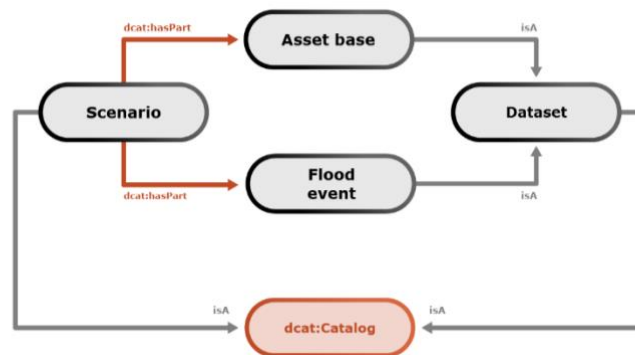 dcat:hasPart
Asset base
isA
Scenario
Dataset
dcat:hasPart
Flood
event
isA
isA
dcat:Catalog
isA